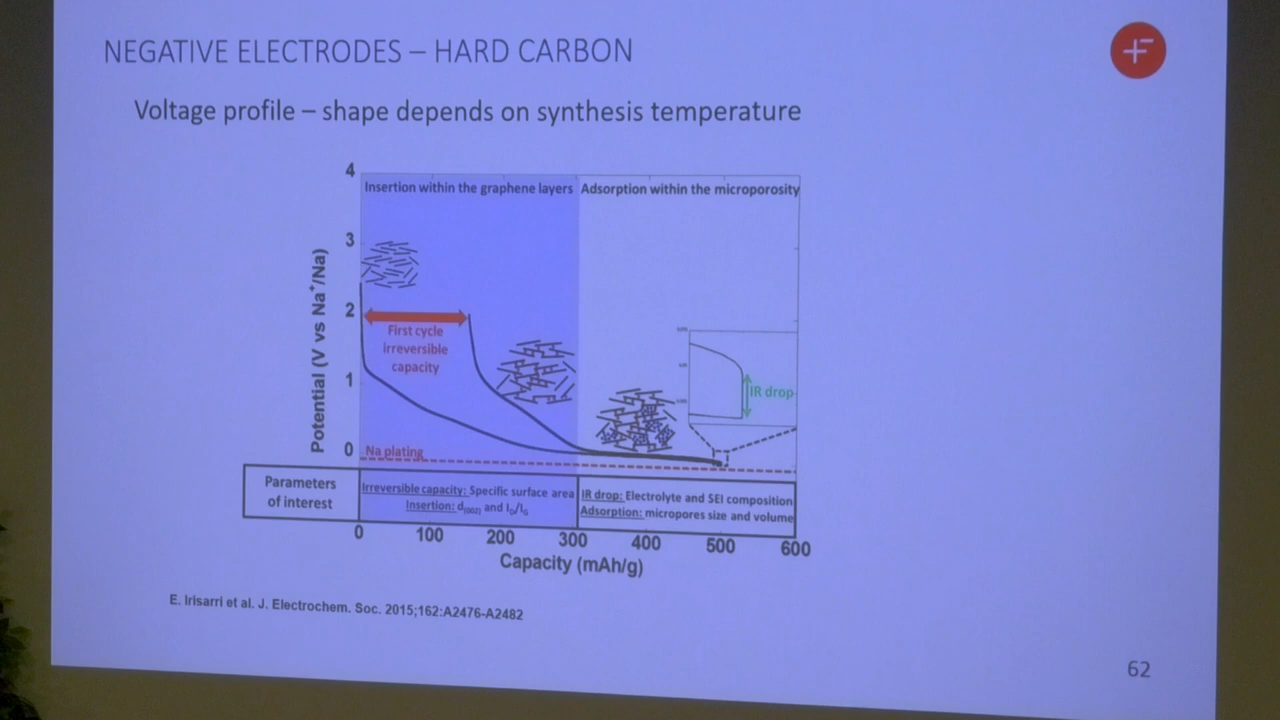 NEGATIVE ELECTRODES – HARD CARBON
Voltage profile – shape depends on synthesis temperature
Insertion within the graphene layers
Adsorption within the microporosity
4
3
2
1
0
Potential (V vs Na+/Na)
First cycle
irreversible
capacity
IR drop
Na plating
Parameters
of interest
Irreversible capacity: Specific surface area
Insertion: d(002) and ID/IG
IR drop: Electrolyte and SEI composition
Adsorption: micropores size and volume
0 100 200 300 400 500 600
Capacity (mAh/g)
E. Irisarri et al. J. Electrochem. Soc. 2015;162:A2476-A2482
62